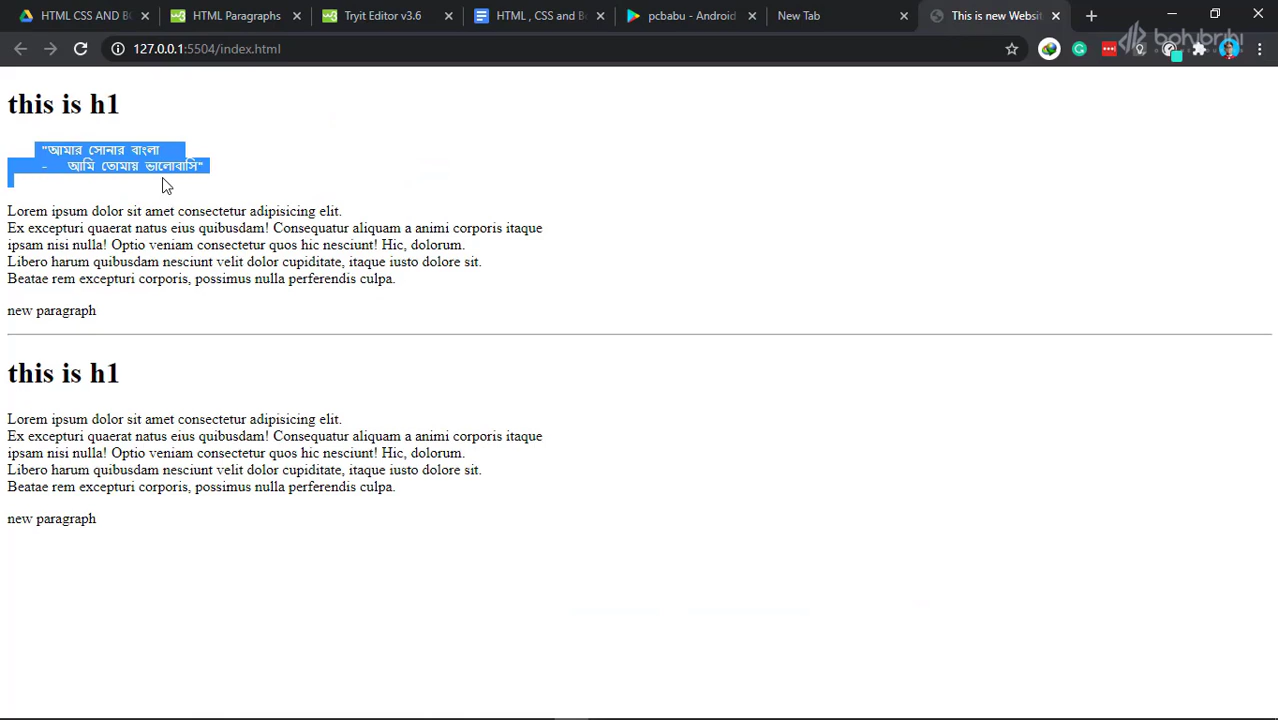 HTML CSS AND B
HTML Paragraphs
Tryit Editor v3.6
HTML , CSS and B
pcbabu - Android
New Tab
This is new Websi
127.0.0.1:5504/index.html
bohubrihi
this is h1
"আমার সোনার বাংলা
- আমি তোমায় ভালোবাসি"
Lorem ipsum dolor sit amet consectetur adipisicing elit.
Ex excepturi quaerat natus eius quibusdam! Consequatur aliquam a animi corporis itaque
ipsam nisi nulla! Optio veniam consectetur quos hic nesciunt! Hic, dolorum.
Libero harum quibusdam nesciunt velit dolor cupiditate, itaque iusto dolore sit.
Beatae rem excepturi corporis, possimus nulla perferendis culpa.
new paragraph
this is h1
Lorem ipsum dolor sit amet consectetur adipisicing elit.
Ex excepturi quaerat natus eius quibusdam! Consequatur aliquam a animi corporis itaque
ipsam nisi nulla! Optio veniam consectetur quos hic nesciunt! Hic, dolorum.
Libero harum quibusdam nesciunt velit dolor cupiditate, itaque iusto dolore sit.
Beatae rem excepturi corporis, possimus nulla perferendis culpa.
new paragraph